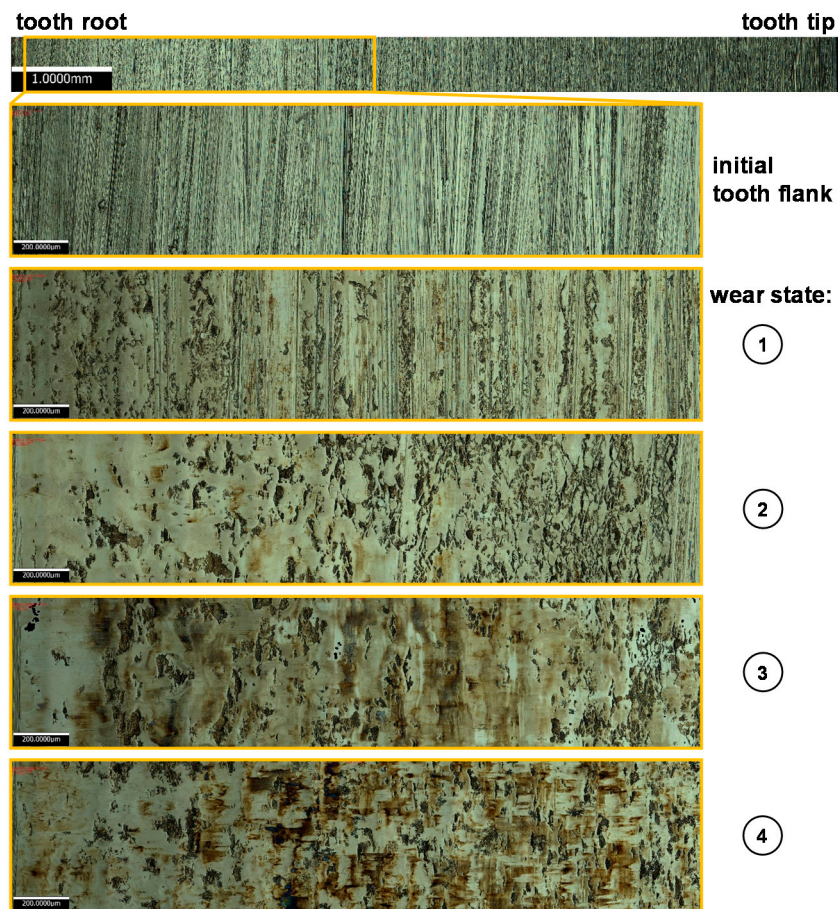 tooth root
tooth tip
1.0000mm
initial
tooth flank
200.0000µm
wear state:
1
200.0000µm
2
200.0000µm
3
200.0000µm
4
200.0000µm